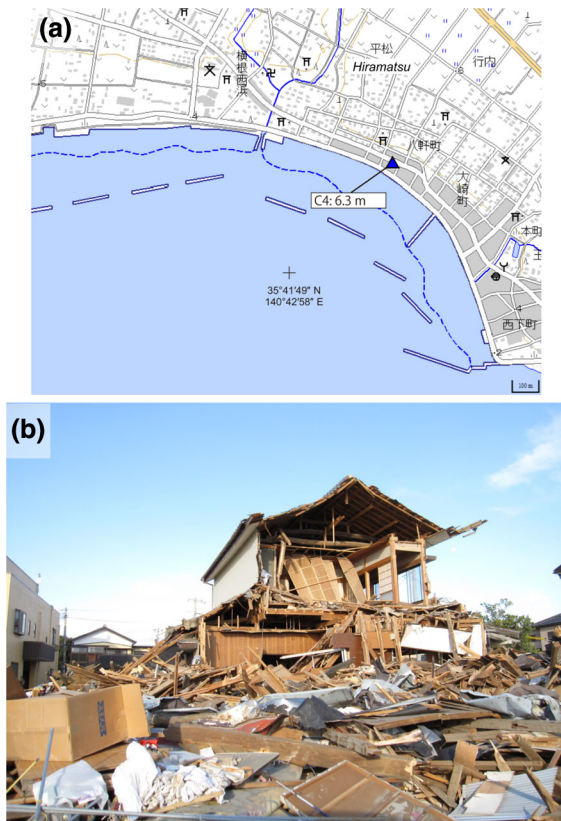 (a)
平松
行内
Hiramatsu
横根西浜
八軒町
大崎町
C4: 6.3 m
本町
35°41'49" N
140°42'58" E
西下町
100 m
(b)